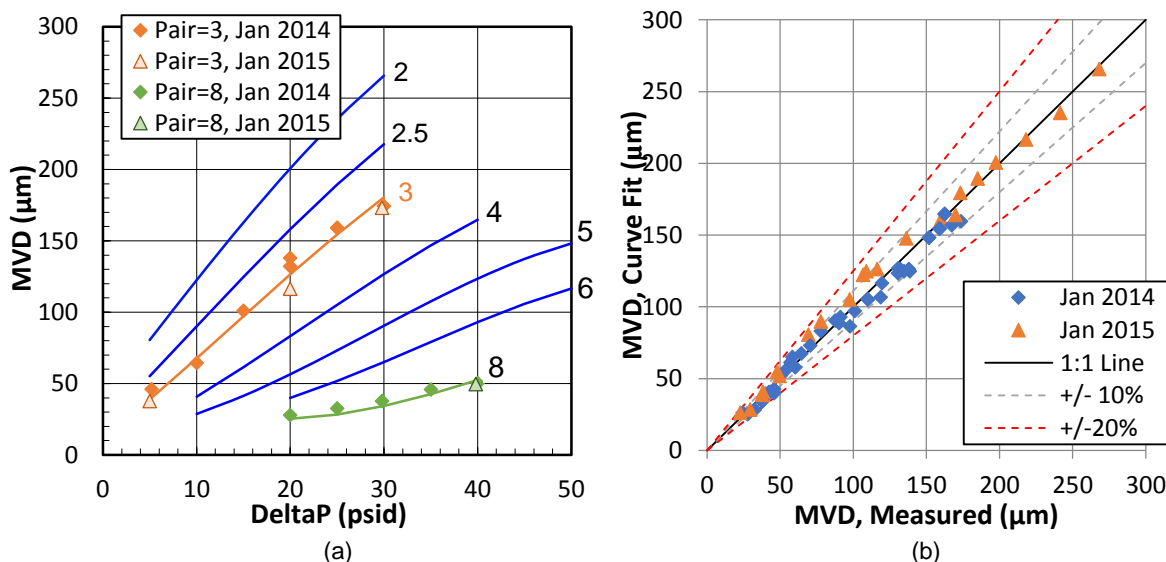 300
250
200
150
100
50
0
MVD (µm)
Pair=3, Jan 2014
Pair=3, Jan 2015
Pair=8, Jan 2014
Pair=8, Jan 2015
2
2.5
3
4
5
6
8
0 10 20 30 40 50
DeltaP (psid)
(a)
300
250
200
150
100
50
0
MVD, Curve Fit (µm)
Jan 2014
Jan 2015
1:1 Line
+/- 10%
+/-20%
0 50 100 150 200 250 300
MVD, Measured (µm)
(b)